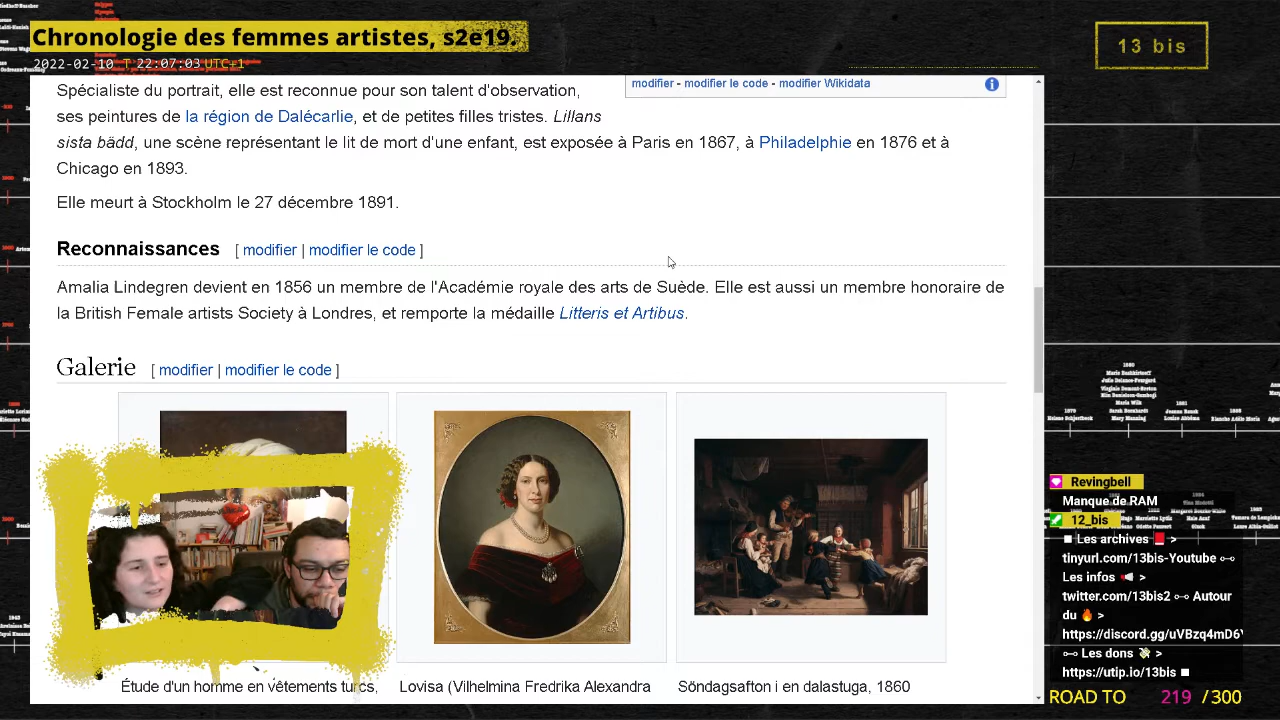 Chronologie des femmes artistes, s2e19.
2022-02-10 T 22:07:03 UTC+1
13 bis
Spécialiste du portrait, elle est reconnue pour son talent d'observation,
ses peintures de la région de Dalécarlie, et de petites filles tristes. Lillans
sista bädd, une scène représentant le lit de mort d'une enfant, est exposée à Paris en 1867, à Philadelphie en 1876 et à
Chicago en 1893.
modifier - modifier le code - modifier Wikidata
Elle meurt à Stockholm le 27 décembre 1891.
Reconnaissances [ modifier | modifier le code ]
Amalia Lindegren devient en 1856 un membre de l'Académie royale des arts de Suède. Elle est aussi un membre honoraire de
la British Female artists Society à Londres, et remporte la médaille Litteris et Artibus.
Galerie [ modifier | modifier le code ]
Étude d'un homme en vêtements turcs,
Lovisa (Vilhelmina Fredrika Alexandra
Söndagsafton i en dalastuga, 1860
Revingbell
Manque de RAM
12_bis
Les archives >
tinyurl.com/13bis-Youtube
Les infos >
twitter.com/13bis2 Autour
du >
https://discord.gg/uVBzq4mD6
Les dons >
https://utip.io/13bis
ROAD TO 219 /300